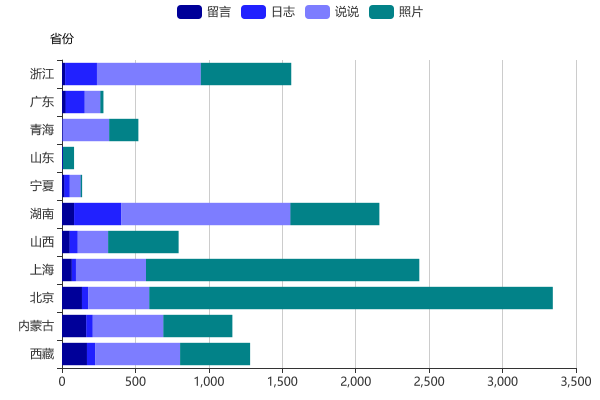 留言 日志 说说 照片
省份
浙江
广东
青海
山东
宁夏
湖南
山西
上海
北京
内蒙古
西藏
0 500 1,000 1,500 2,000 2,500 3,000 3,500